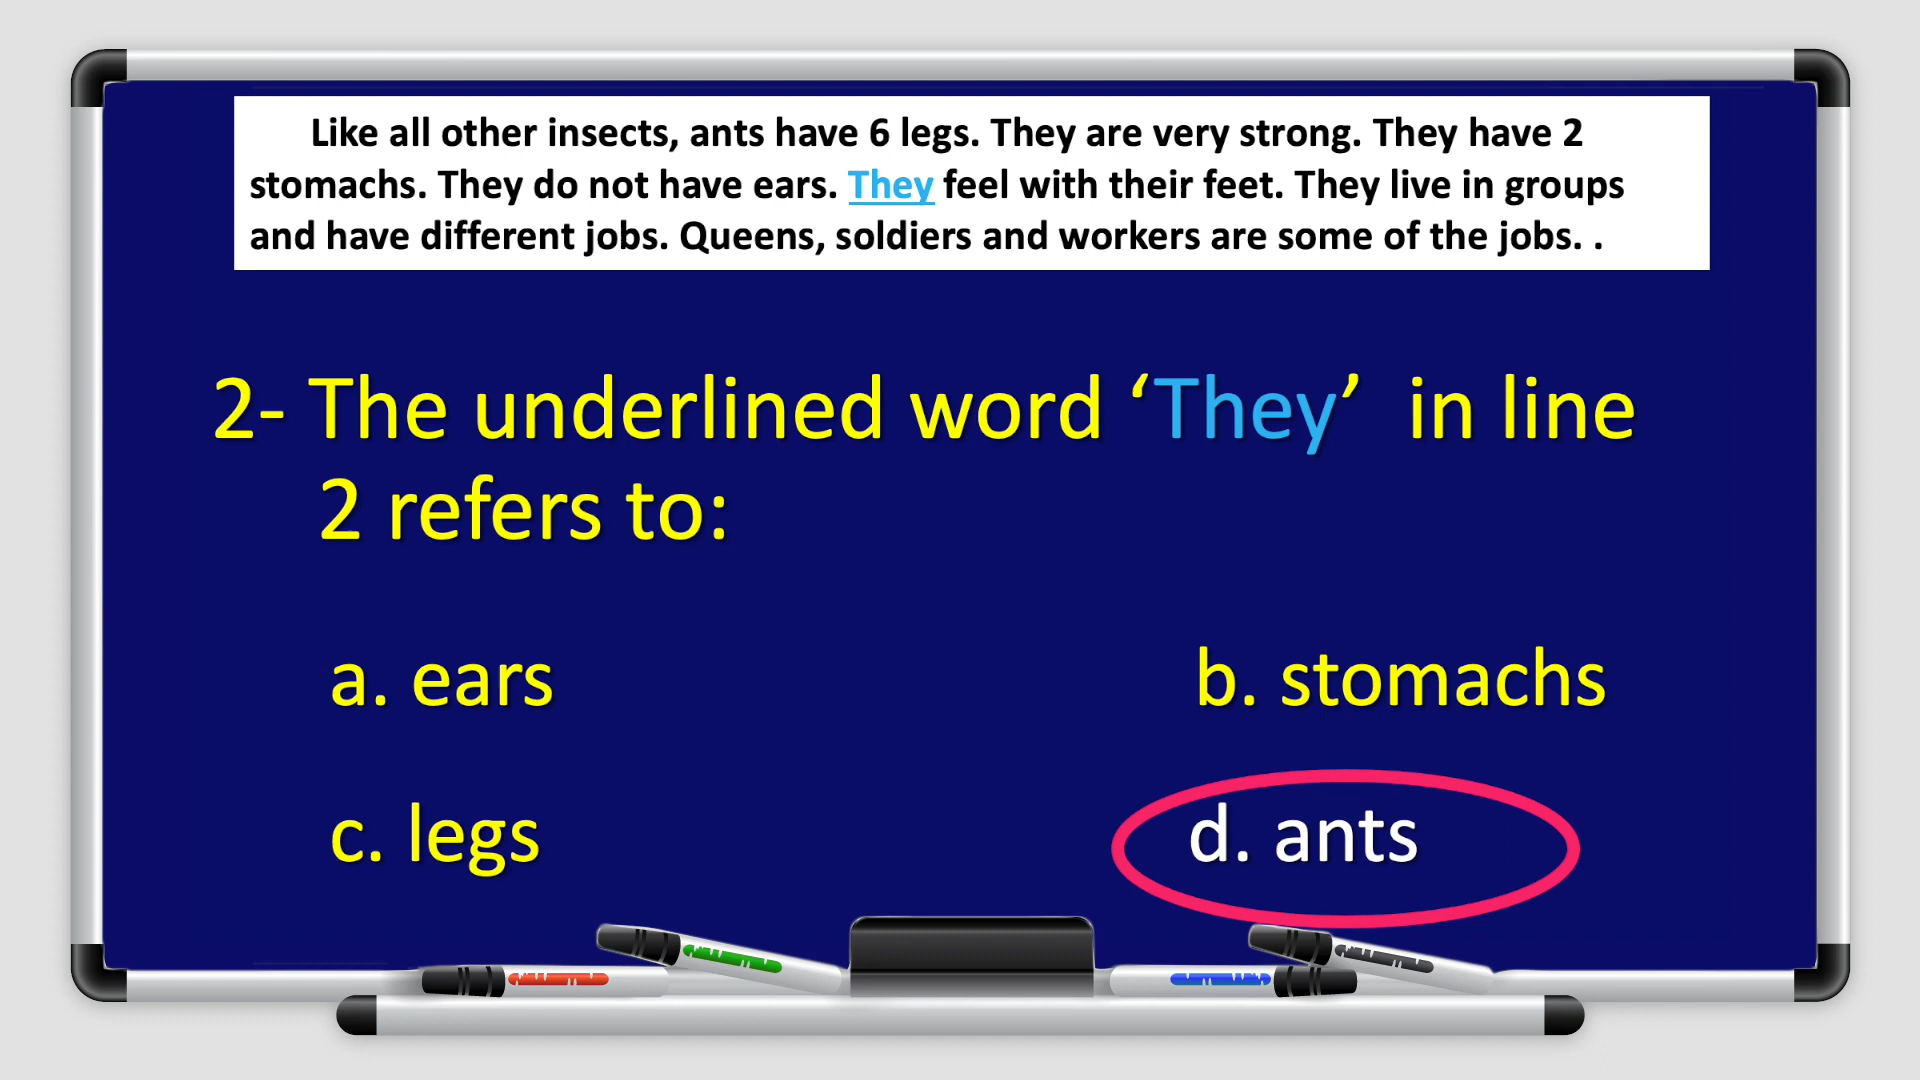 Like all other insects, ants have 6 legs. They are very strong. They have 2
stomachs. They do not have ears. They feel with their feet. They live in groups
and have different jobs. Queens, soldiers and workers are some of the jobs. .
2- The underlined word ‘They’ in line
2 refers to:
a. ears
b. stomachs
c. legs
d. ants